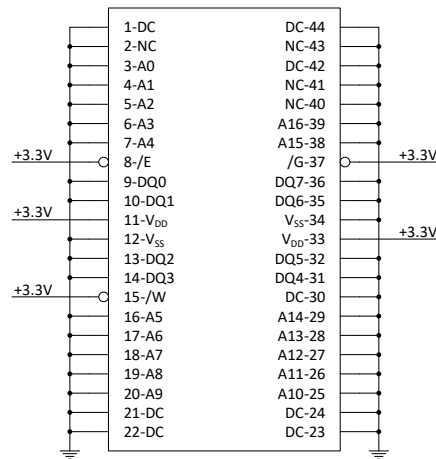 1-DC DC-44
2-NC NC-43
3-A0 DC-42
4-A1 NC-41
5-A2 NC-40
6-A3 A16-39
7-A4 A15-38
+3.3V 8-/E /G-37 +3.3V
9-DQ0 DQ7-36
10-DQ1 DQ6-35
+3.3V 11-VDD VSS-34
12-VSS VDD-33 +3.3V
13-DQ2 DQ5-32
14-DQ3 DQ4-31
+3.3V 15-/W DC-30
16-A5 A14-29
17-A6 A13-28
18-A7 A12-27
19-A8 A11-26
20-A9 A10-25
21-DC DC-24
22-DC DC-23